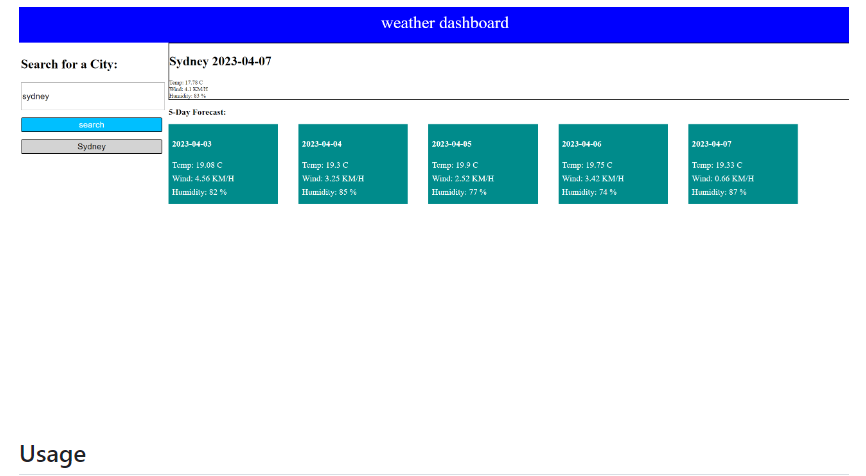 weather dashboard
Search for a City:
sydney
search
Sydney
Sydney 2023-04-07
Temp: 17.78 C
Wind: 4.1 KM/H
Humidity: 83 %
5-Day Forecast:
2023-04-03
Temp: 19.08 C
Wind: 4.56 KM/H
Humidity: 82 %
2023-04-04
Temp: 19.3 C
Wind: 3.25 KM/H
Humidity: 85 %
2023-04-05
Temp: 19.9 C
Wind: 2.52 KM/H
Humidity: 77 %
2023-04-06
Temp: 19.75 C
Wind: 3.42 KM/H
Humidity: 74 %
2023-04-07
Temp: 19.33 C
Wind: 0.66 KM/H
Humidity: 87 %
Usage